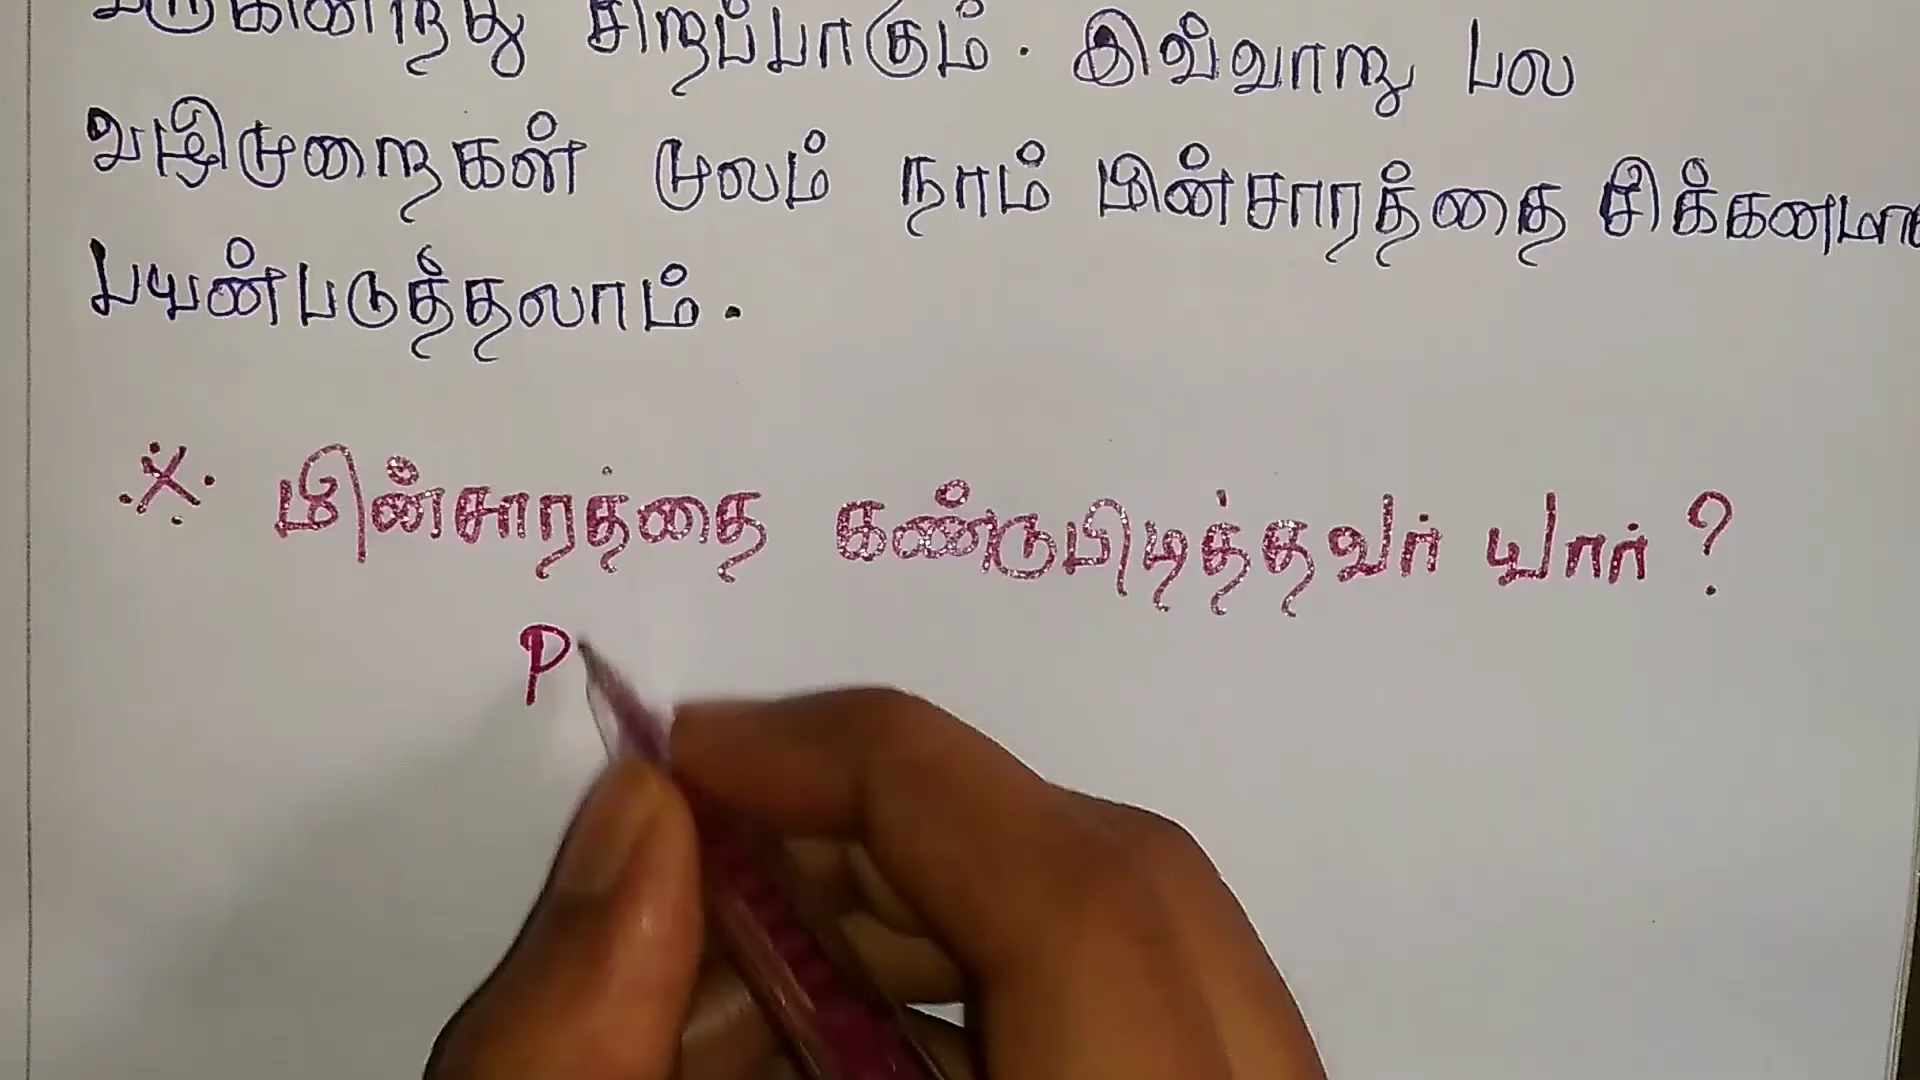 சிறப்பாகும். இவ்வாறு பல
வழிமுறைகள் மூலம் நாம் மின்சாரத்தை சிக்கனமா
பயன்படுத்தலாம்.
※ மின்சாரத்தை கண்டுபிடித்தவர் யார்?
P